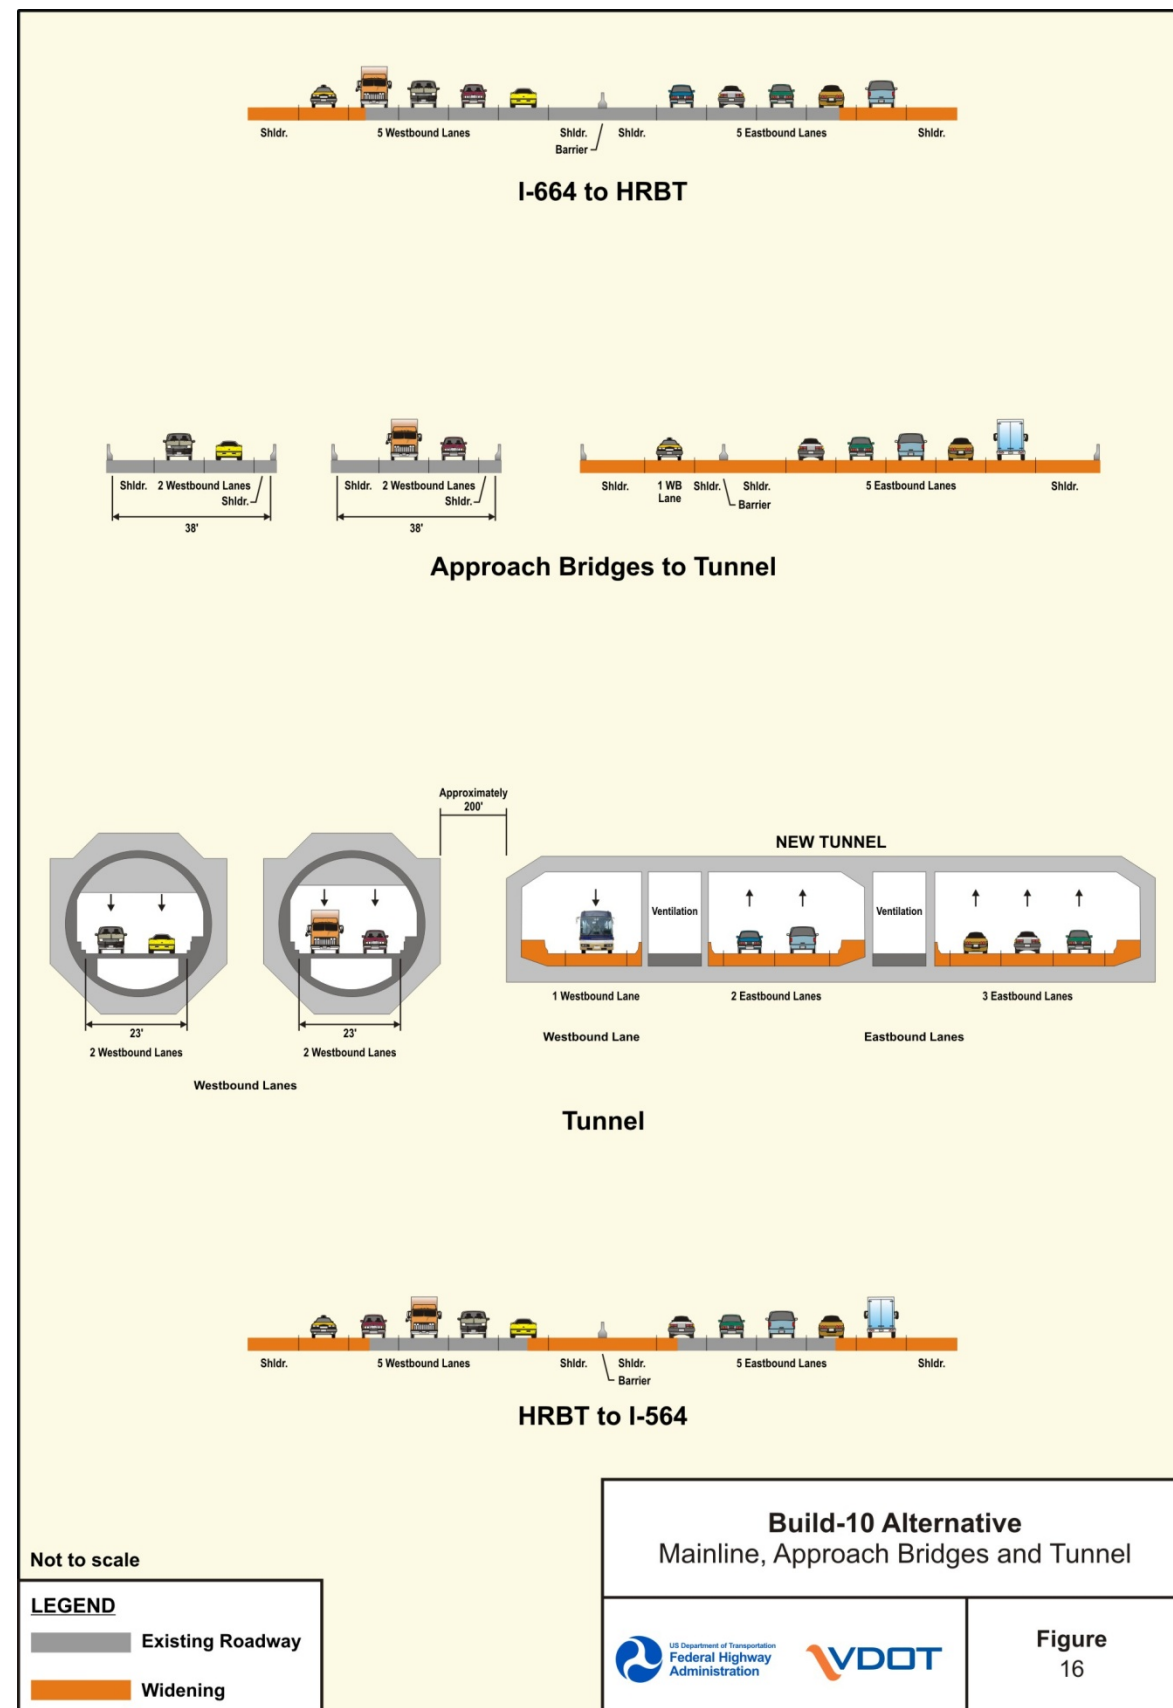 Shldr. 5 Westbound Lanes Shldr. Shldr. 5 Eastbound Lanes Shldr.
Barrier
I-664 to HRBT
Shldr. 2 Westbound Lanes Shldr. 2 Westbound Lanes Shldr. 1 WB Shldr. Shldr. 5 Eastbound Lanes Shldr.
Shldr. Shldr. Lane Barrier
38' 38'
Approach Bridges to Tunnel
Approximately
200'
NEW TUNNEL
Ventilation Ventilation
1 Westbound Lane 2 Eastbound Lanes 3 Eastbound Lanes
23' 23' Westbound Lane Eastbound Lanes
2 Westbound Lanes 2 Westbound Lanes
Westbound Lanes
Tunnel
Shldr. 5 Westbound Lanes Shldr. Shldr. 5 Eastbound Lanes Shldr.
Barrier
HRBT to I-564
Not to scale
LEGEND
Existing Roadway
Widening
Build-10 Alternative
Mainline, Approach Bridges and Tunnel
US Department of Transportation
Federal Highway
Administration
VDOT
Figure
16